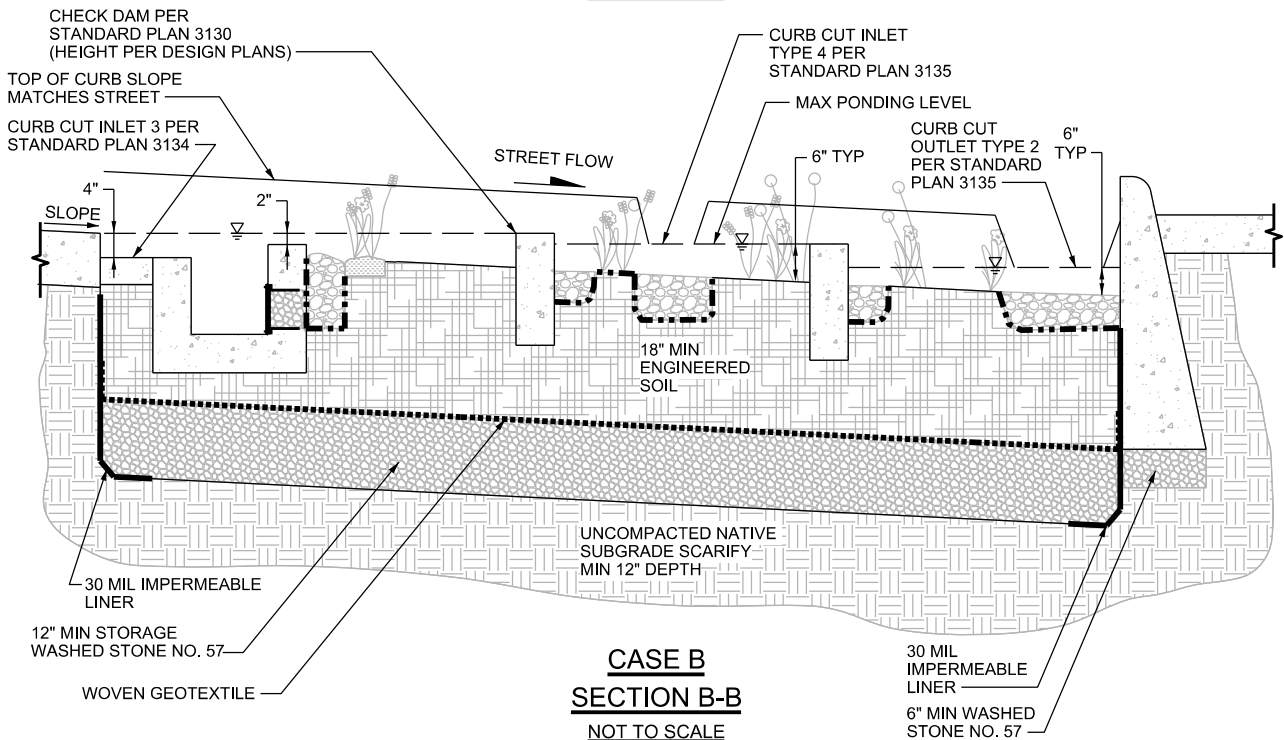 CHECK DAM PER
STANDARD PLAN 3130
(HEIGHT PER DESIGN PLANS)
TOP OF CURB SLOPE
MATCHES STREET
CURB CUT INLET 3 PER
STANDARD PLAN 3134
4"
SLOPE
2"
STREET FLOW
CURB CUT INLET
TYPE 4 PER
STANDARD PLAN 3135
MAX PONDING LEVEL
6" TYP
CURB CUT
OUTLET TYPE 2
PER STANDARD
PLAN 3135
6"
TYP
18" MIN
ENGINEERED
SOIL
UNCOMPACTED NATIVE
SUBGRADE SCARIFY
MIN 12" DEPTH
30 MIL IMPERMEABLE
LINER
12" MIN STORAGE
WASHED STONE NO. 57
WOVEN GEOTEXTILE
30 MIL
IMPERMEABLE
LINER
6" MIN WASHED
STONE NO. 57
CASE B
SECTION B-B
NOT TO SCALE